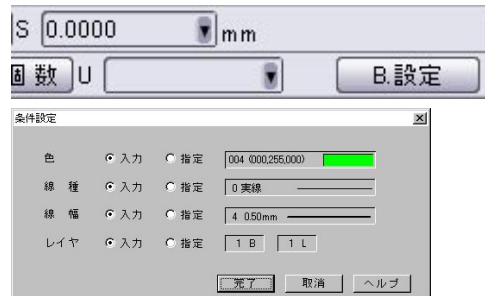 S 0.0000 mm
個 数 U B.設定
条件設定
色 入力 指定 004 (000,255,000)
線 種 入力 指定 0 実線
線 幅 入力 指定 4 0.50mm
レイヤ 入力 指定 1 B 1 L
完了 取消 ヘルプ